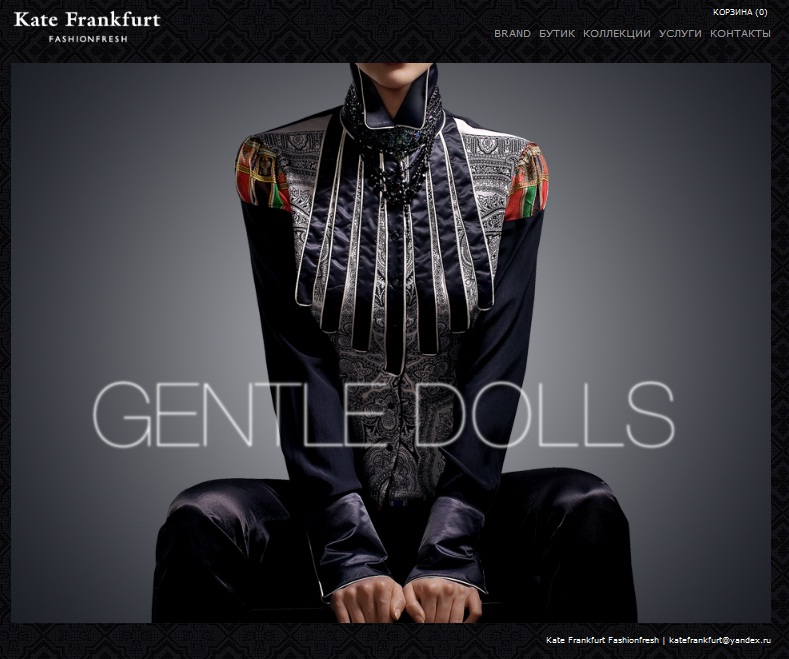 Kate Frankfurt
FASHIONFRESH
КОРЗИНА (0)
BRAND БУТИК КОЛЛЕКЦИИ УСЛУГИ КОНТАКТЫ
GENTLE DOLLS
Kate Frankfurt Fashionfresh | katefrankfurt@yandex.ru